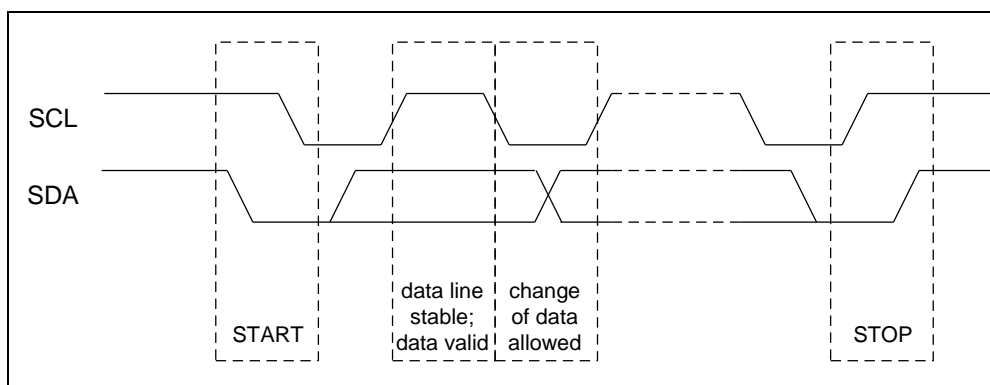 SCL
SDA
START
data line
stable;
data valid
change
of data
allowed
STOP